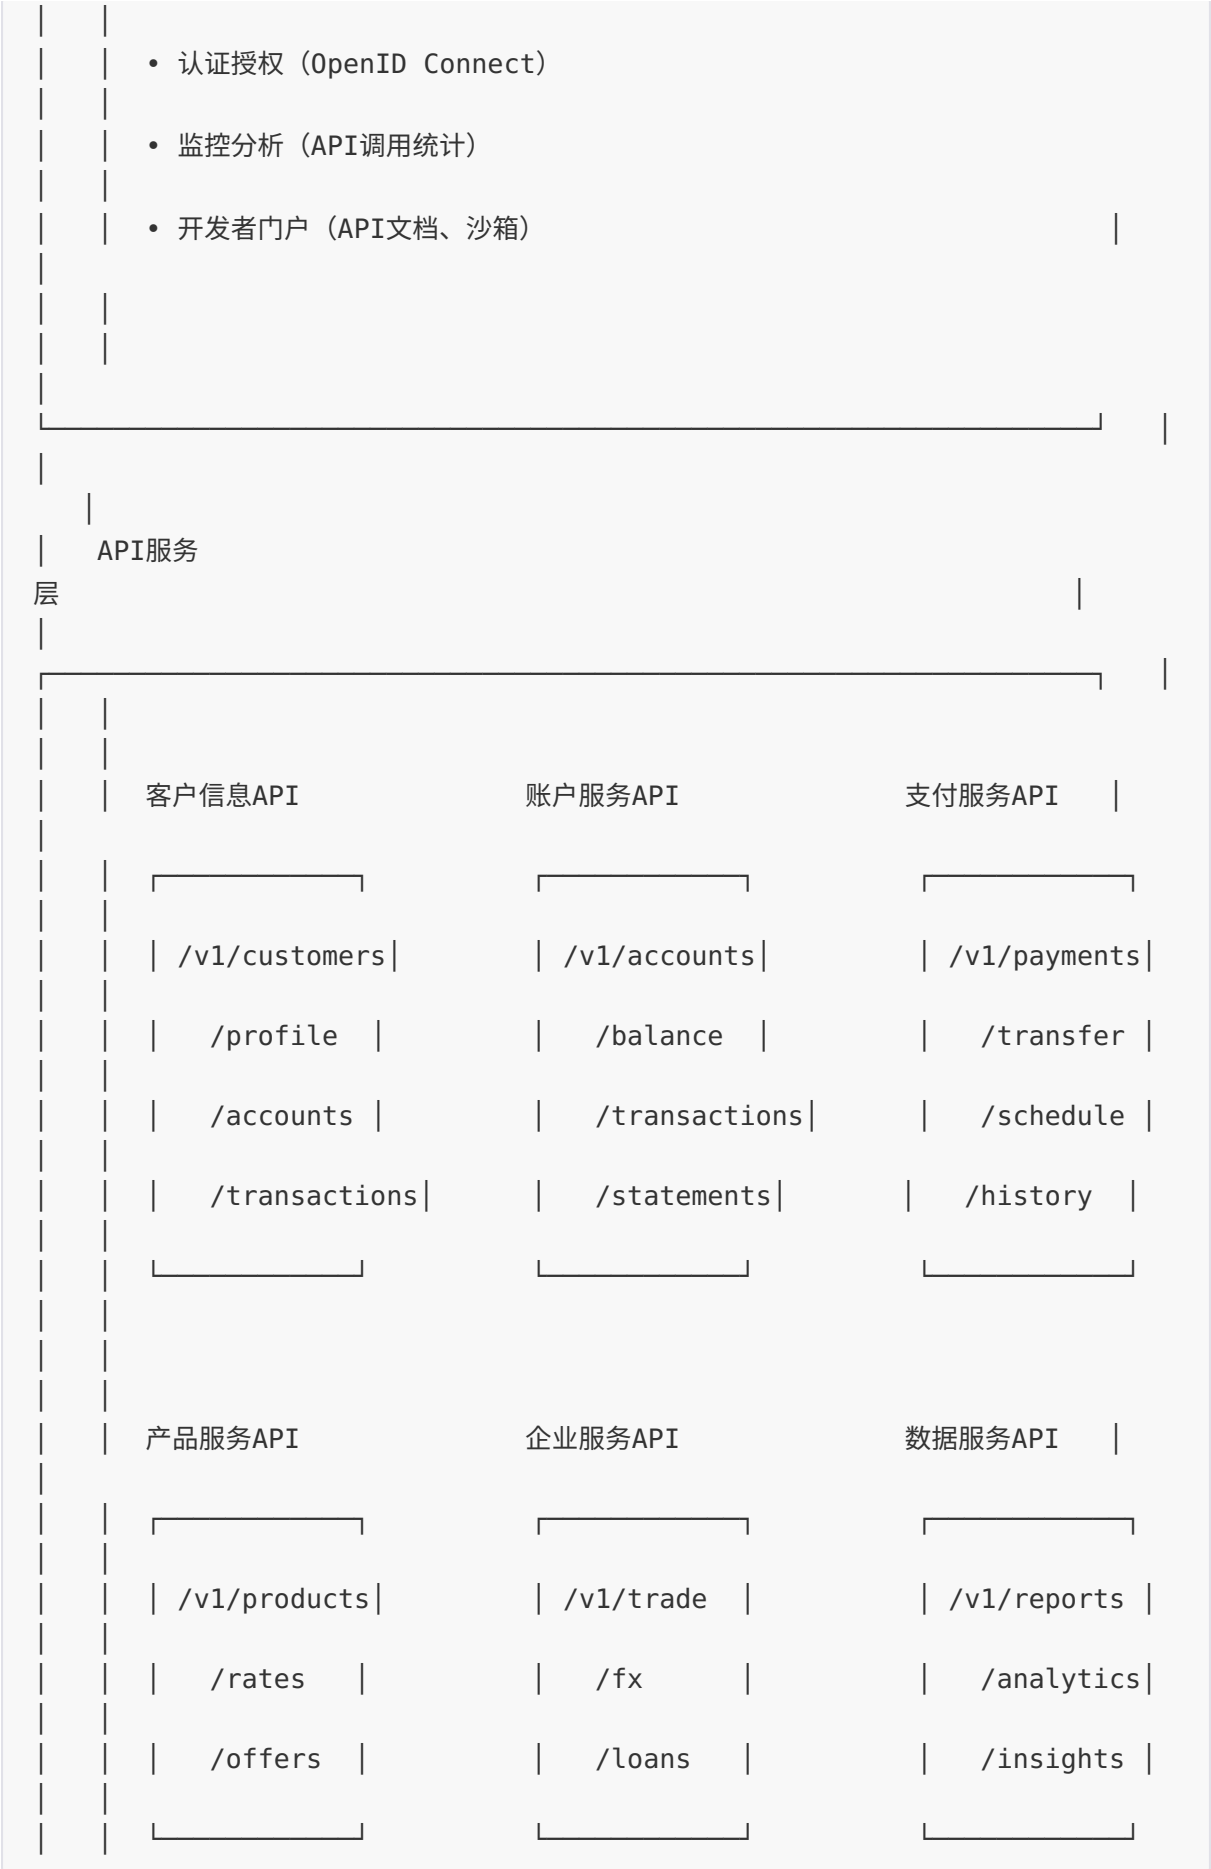 • 认证授权（OpenID Connect）
• 监控分析（API调用统计）
• 开发者门户（API文档、沙箱）
API服务
层
客户信息API 账户服务API 支付服务API
/v1/customers /v1/accounts /v1/payments
/profile /balance /transfer
/accounts /transactions /schedule
/transactions /statements /history
产品服务API 企业服务API 数据服务API
/v1/products /v1/trade /v1/reports
/rates /fx /analytics
/offers /loans /insights